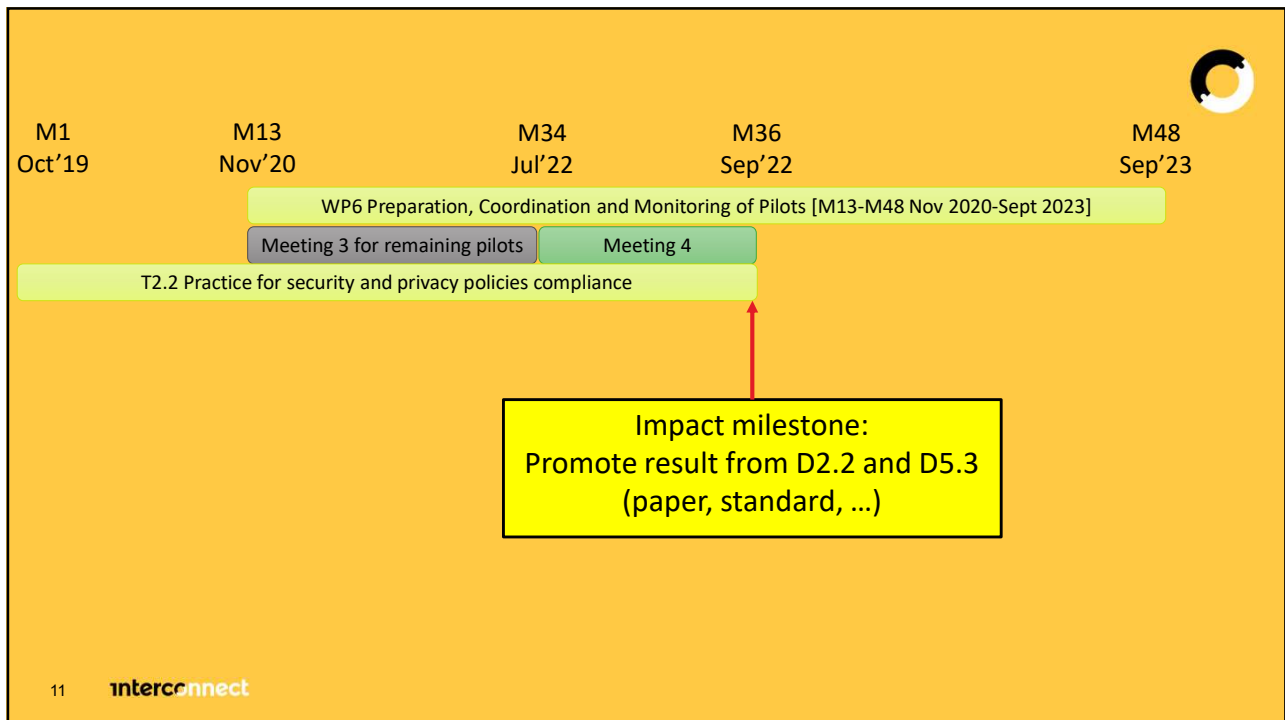 M1
Oct’19
M13
Nov’20
M34
Jul’22
M36
Sep’22
M48
Sep’23
WP6 Preparation, Coordination and Monitoring of Pilots [M13-M48 Nov 2020-Sept 2023]
Meeting 3 for remaining pilots
Meeting 4
T2.2 Practice for security and privacy policies compliance
Impact milestone:
Promote result from D2.2 and D5.3
(paper, standard, …)
11
interconnect